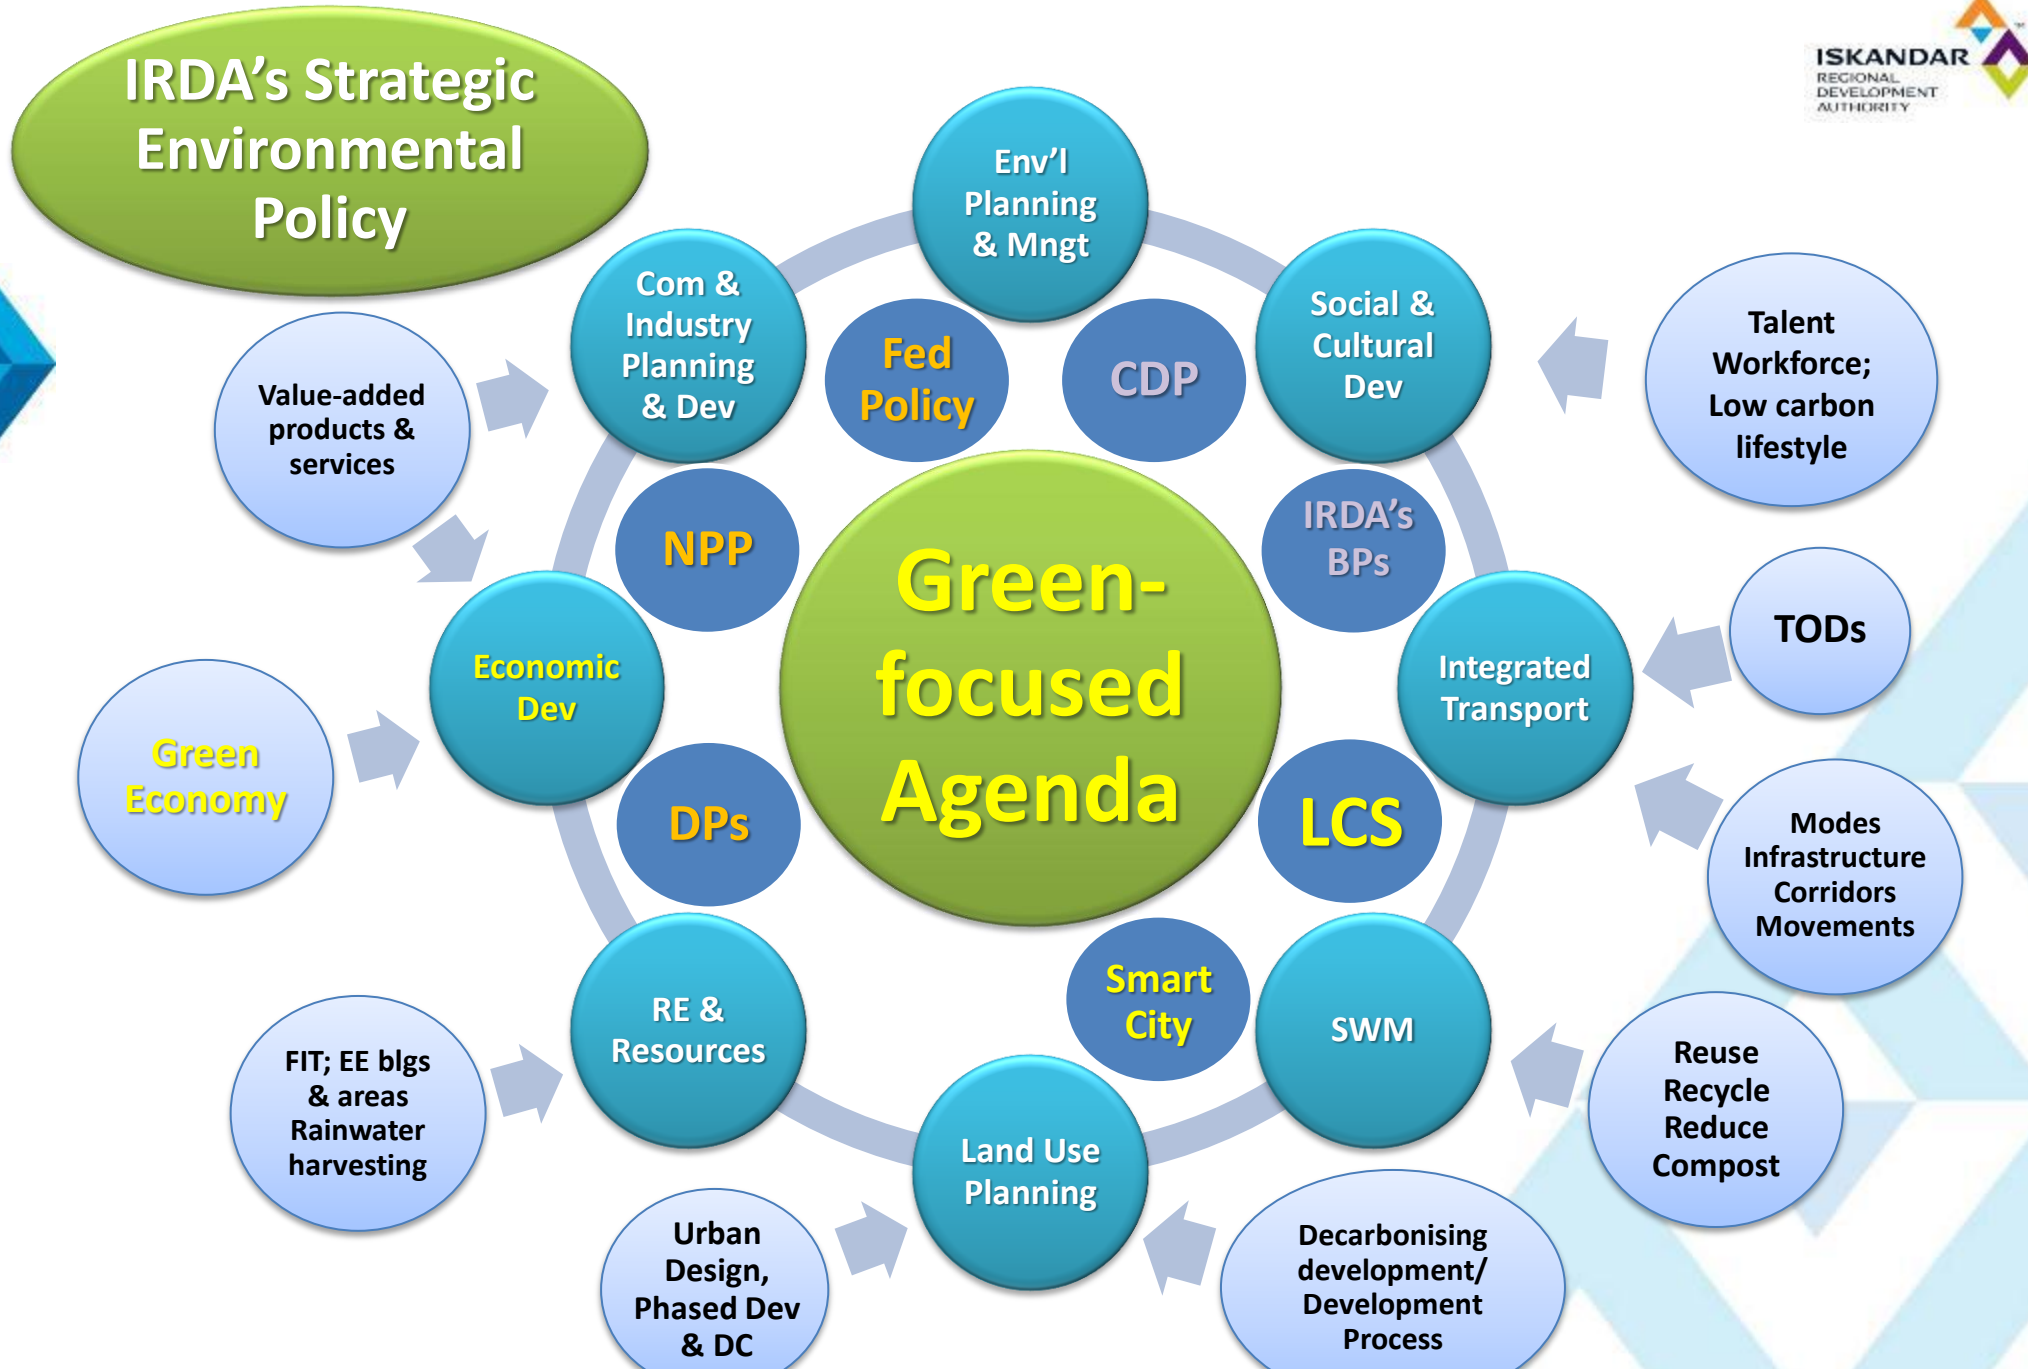 IRDA's Strategic
Environmental
Policy
ISKANDAR
REGIONAL
DEVELOPMENT
AUTHORITY
Env'l
Planning
& Mngt
Com &
Industry
Planning
& Dev
Social &
Cultural
Dev
Talent
Workforce;
Low carbon
lifestyle
Value-added
products &
services
Fed
Policy
CDP
NPP
IRDA's
BPs
Green-
focused
Agenda
TODs
Economic
Dev
Integrated
Transport
Green
Economy
DPs
LCS
Modes
Infrastructure
Corridors
Movements
Smart
City
RE &
Resources
SWM
FIT; EE blgs
& areas
Rainwater
harvesting
Reuse
Recycle
Reduce
Compost
Land Use
Planning
Urban
Design,
Phased Dev
& DC
Decarbonising
development/
Development
Process